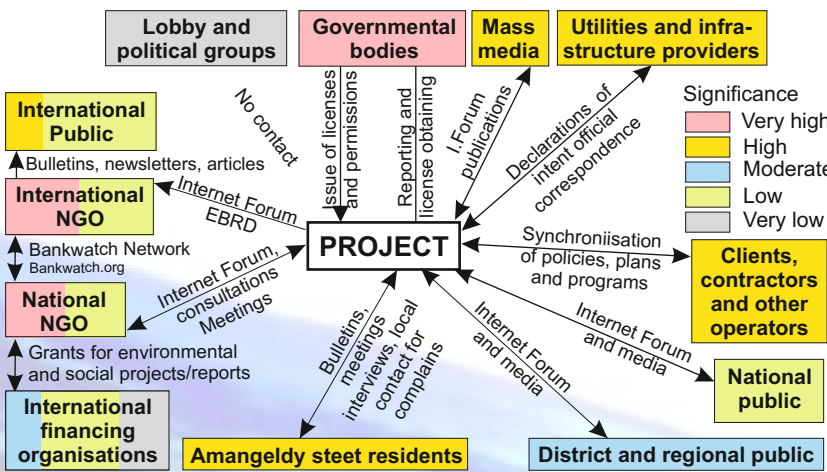 Lobby and
political groups
Governmental
bodies
Mass
media
Utilities and infra-
structure providers
International
Public
No contact
Issue of licenses
and permissions
Reporting and
license obtaining
I.Forum
publications
Declarations of
intent official
correspondence
Significance
Very high
High
Moderate
Low
Very low
Bulletins, newsletters, articles
International
NGO
Internet Forum
EBRD
PROJECT
Bankwatch Network
Bankwatch.org
Synchroniisation
of policies, plans
and programs
Clients,
contractors
and other
operators
National
NGO
Internet Forum,
consultations
Meetings
Grants for environmental
and social projects/reports
Bulletins,
meetings
interviews, local
contact for
complains
Internet Forum
and media
Internet Forum
and media
National
public
International
financing
organisations
Amangeldy steet residents
District and regional public